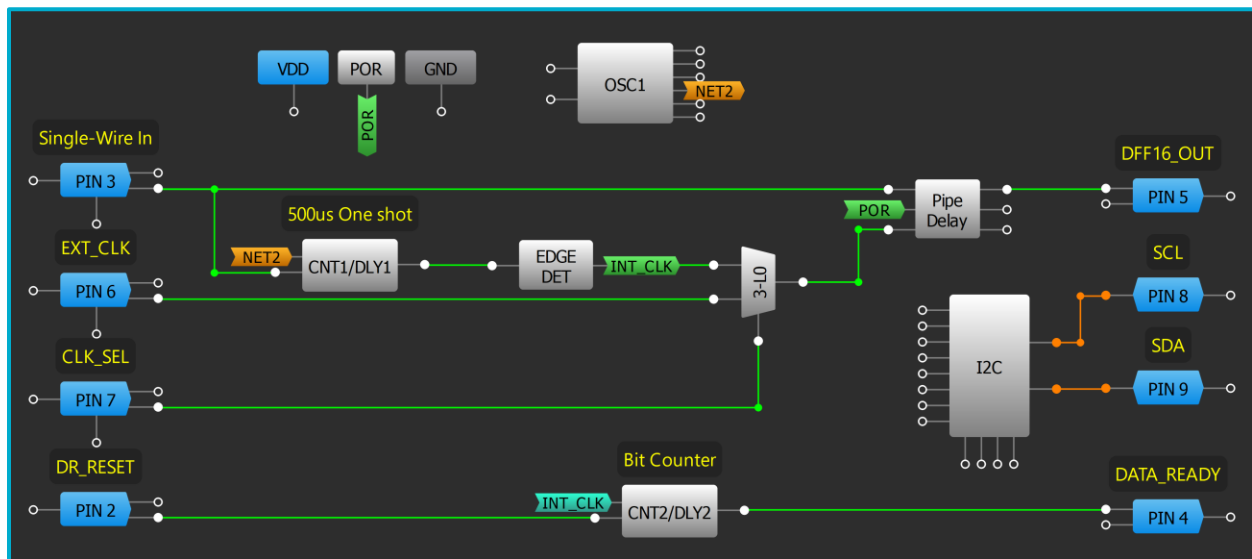 VDD
POR
GND
POR
OSC1
NET2
Single-Wire In
PIN 3
DFF16_OUT
PIN 5
POR
Pipe
Delay
500us One shot
NET2
CNT1/DLY1
EDGE
DET
INT_CLK
3-L0
EXT_CLK
PIN 6
SCL
PIN 8
CLK_SEL
PIN 7
I2C
SDA
PIN 9
DR_RESET
PIN 2
Bit Counter
INT_CLK
CNT2/DLY2
DATA_READY
PIN 4